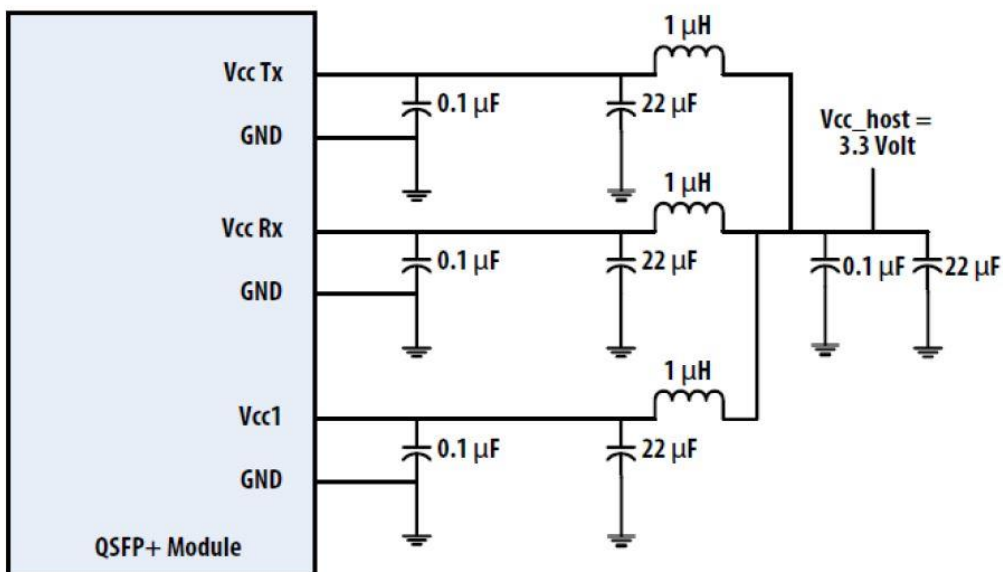 1 μH
Vcc Tx
0.1 μF
22 μF
GND
Vcc_host =
3.3 Volt
1 μH
Vcc Rx
0.1 μF
22 μF
0.1 μF
22 μF
GND
1 μH
Vcc1
0.1 μF
22 μF
GND
QSFP+ Module